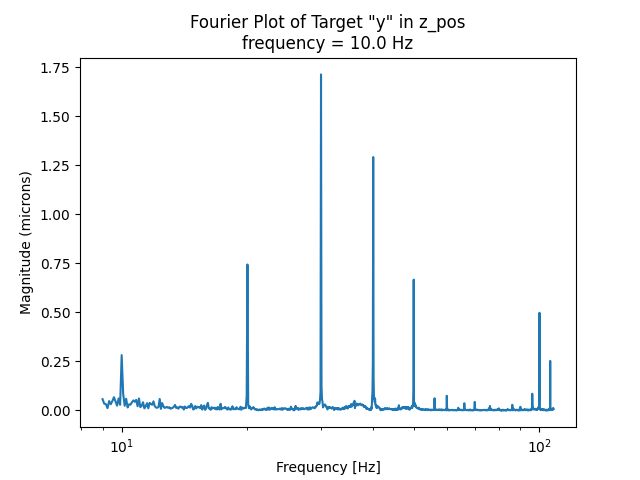 Fourier Plot of Target "y" in z_pos
frequency = 10.0 Hz
1.75
1.50
1.25
1.00
0.75
0.50
0.25
0.00
Magnitude (microns)
10¹
10²
Frequency [Hz]